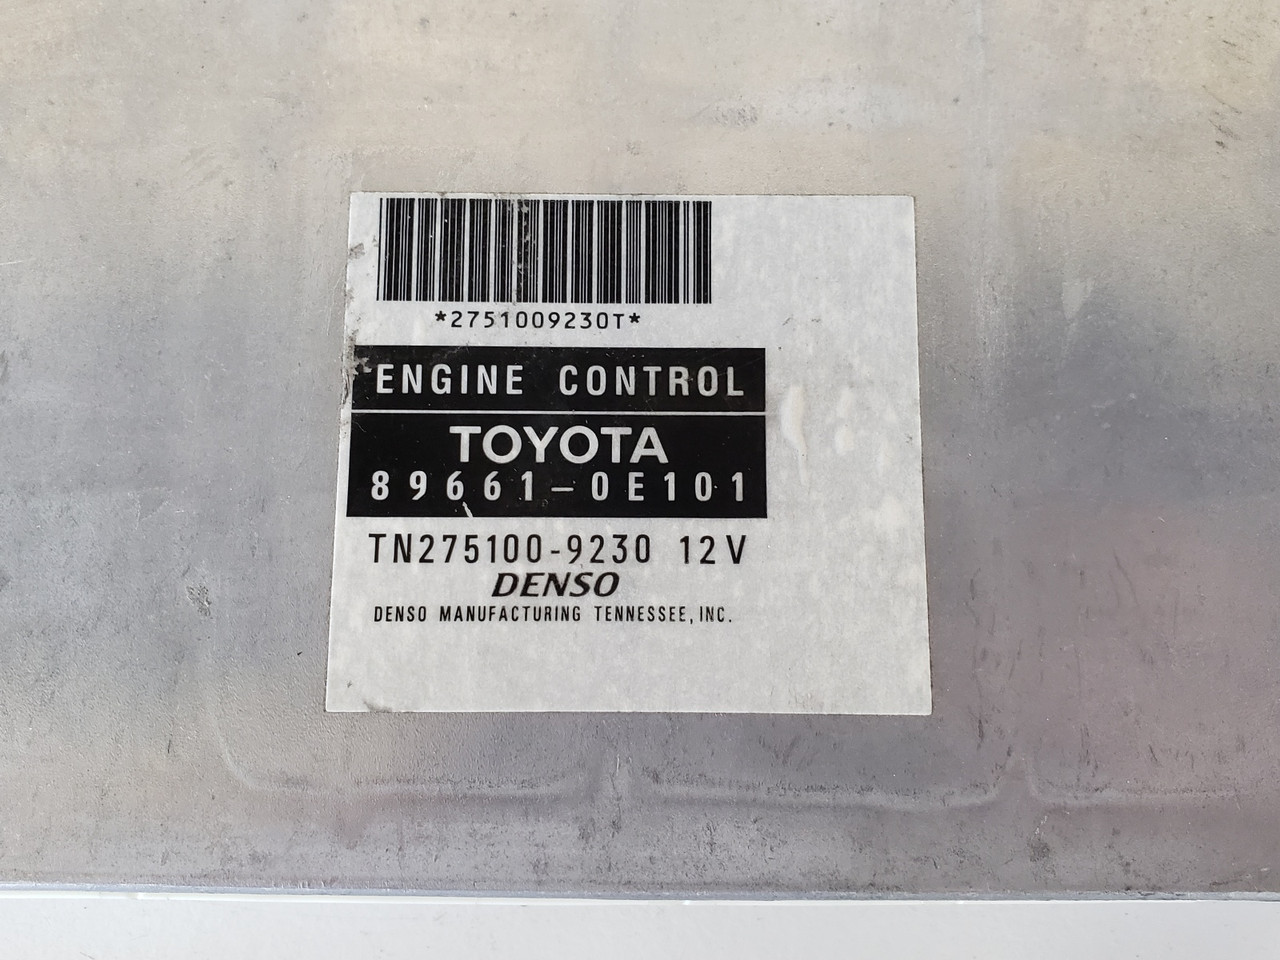 *2751009230T*
ENGINE CONTROL
TOYOTA
89661-0E101
TN275100-9230 12V
DENSO
DENSO MANUFACTURING TENNESSEE, INC.